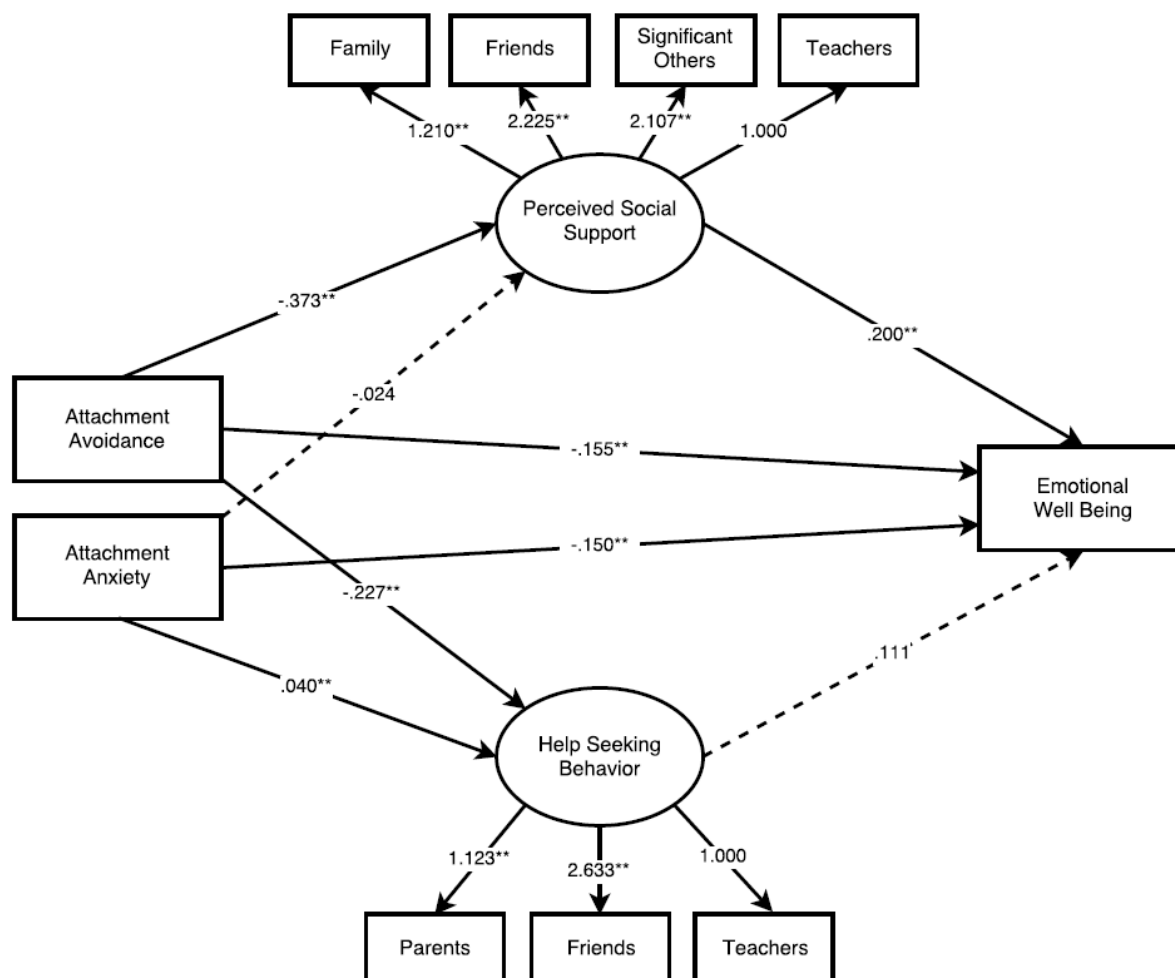 Family
Friends
Significant
Others
Teachers
1.210**
2.225**
2.107**
1.000
Perceived Social
Support
-.373**
.200**
-.024
Attachment
Avoidance
-.155**
Emotional
Well Being
Attachment
Anxiety
-.150**
-.227**
.111
.040**
Help Seeking
Behavior
1.123**
2.633**
1.000
Parents
Friends
Teachers